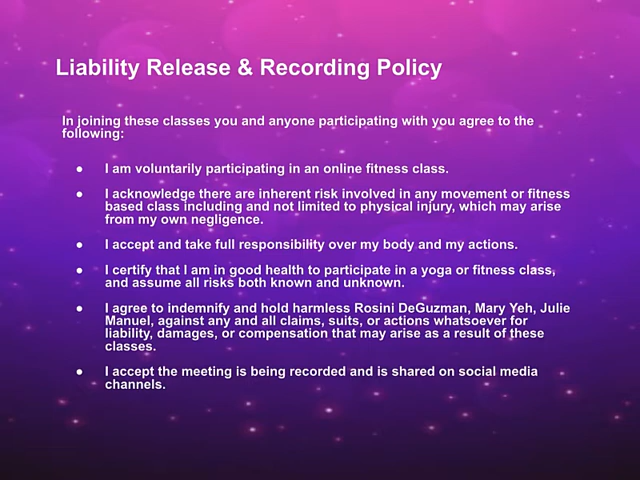 Liability Release & Recording Policy
In joining these classes you and anyone participating with you agree to the
following:
● I am voluntarily participating in an online fitness class.
● I acknowledge there are inherent risk involved in any movement or fitness
based class including and not limited to physical injury, which may arise
from my own negligence.
● I accept and take full responsibility over my body and my actions.
● I certify that I am in good health to participate in a yoga or fitness class,
and assume all risks both known and unknown.
● I agree to indemnify and hold harmless Rosini DeGuzman, Mary Yeh, Julie
Manuel, against any and all claims, suits, or actions whatsoever for
liability, damages, or compensation that may arise as a result of these
classes.
● I accept the meeting is being recorded and is shared on social media
channels.